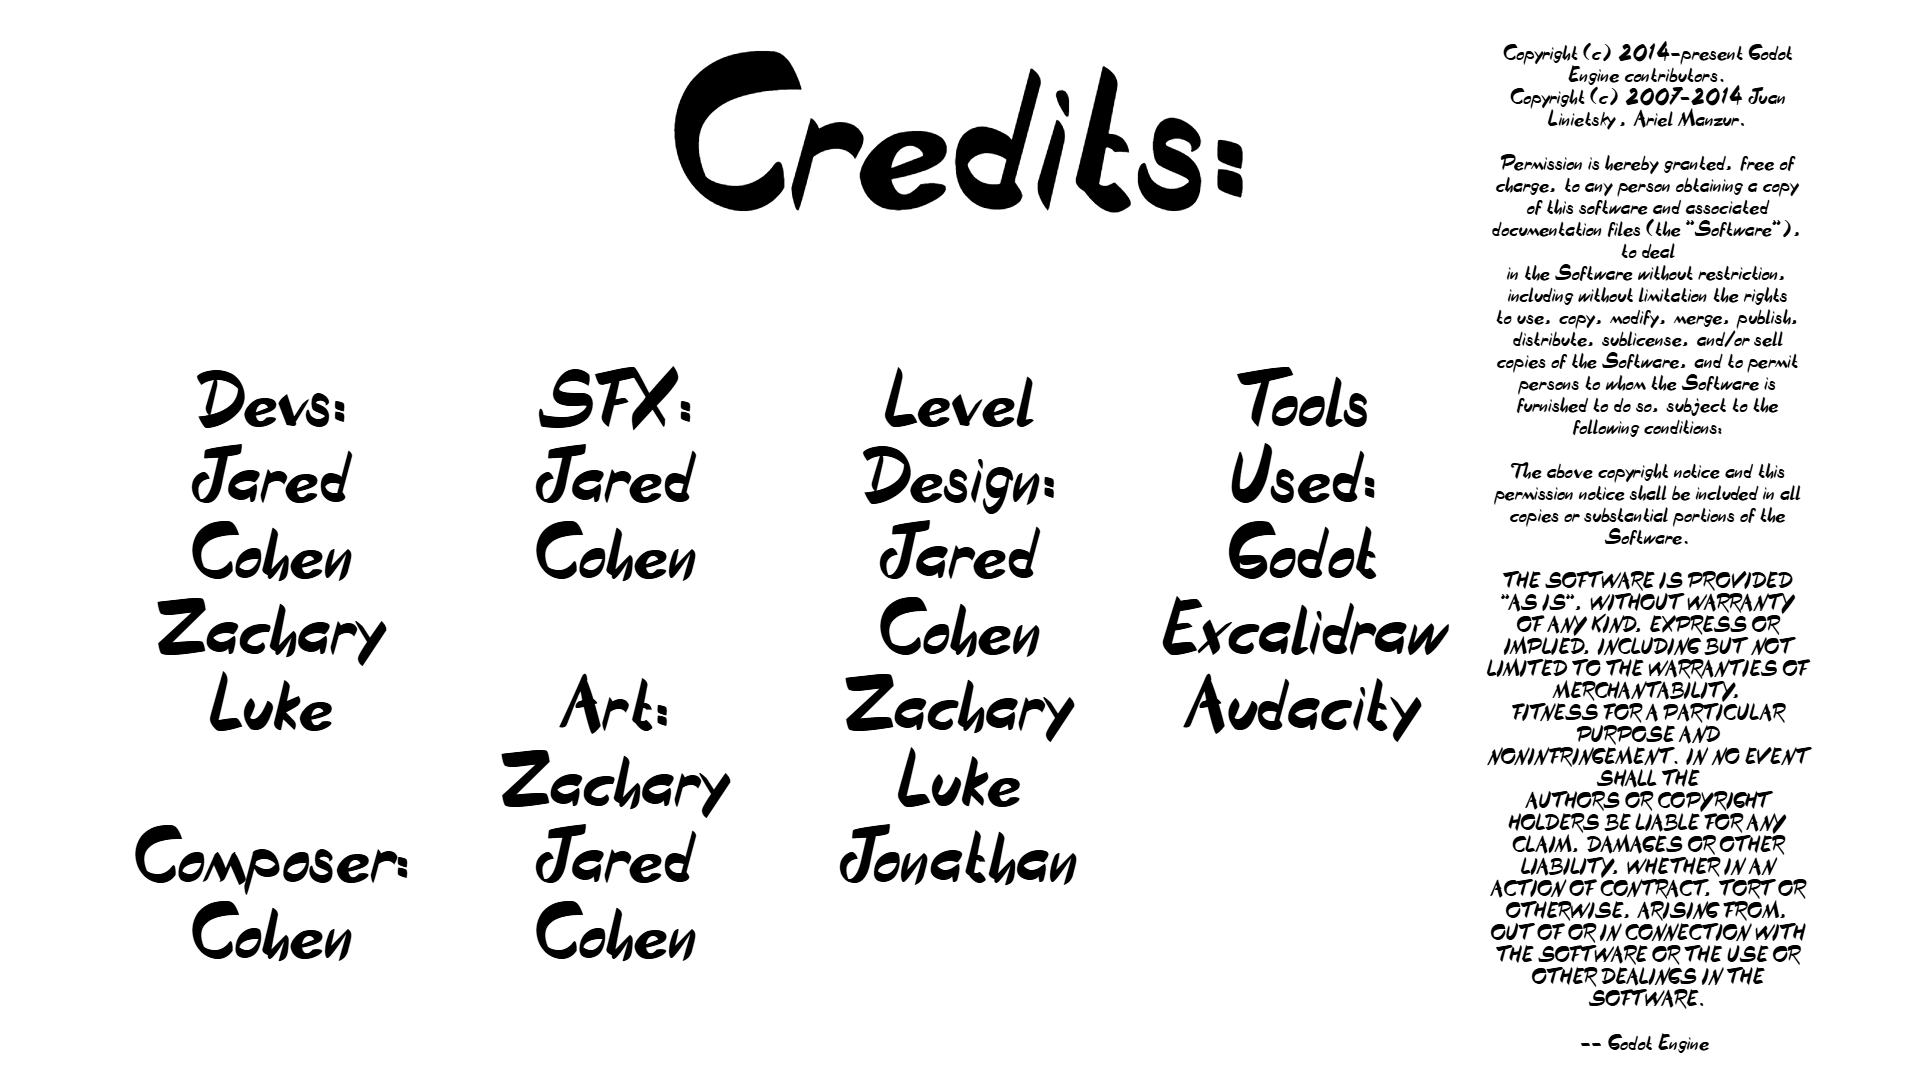 Credits:
Devs:
Jared
Cohen
Zachary
Luke
Composer:
Cohen
SFX:
Jared
Cohen
Art:
Zachary
Jared
Cohen
Level
Design:
Jared
Cohen
Zachary
Luke
Jonathan
Tools
Used:
Godot
Excalidraw
Audacity
Copyright (c) 2014-present Godot
Engine contributors.
Copyright (c) 2007-2014 Juan
Linietsky, Ariel Manzur.
Permission is hereby granted, free of
charge, to any person obtaining a copy
of this software and associated
documentation files (the "Software"),
to deal
in the Software without restriction,
including without limitation the rights
to use, copy, modify, merge, publish,
distribute, sublicense, and/or sell
copies of the Software, and to permit
persons to whom the Software is
furnished to do so, subject to the
following conditions:
The above copyright notice and this
permission notice shall be included in all
copies or substantial portions of the
Software.
THE SOFTWARE IS PROVIDED
"AS IS", WITHOUT WARRANTY
OF ANY KIND, EXPRESS OR
IMPLIED, INCLUDING BUT NOT
LIMITED TO THE WARRANTIES OF
MERCHANTABILITY,
FITNESS FOR A PARTICULAR
PURPOSE AND
NONINFRINGEMENT. IN NO EVENT
SHALL THE
AUTHORS OR COPYRIGHT
HOLDERS BE LIABLE FOR ANY
CLAIM, DAMAGES OR OTHER
LIABILITY, WHETHER IN AN
ACTION OF CONTRACT, TORT OR
OTHERWISE, ARISING FROM,
OUT OF OR IN CONNECTION WITH
THE SOFTWARE OR THE USE OR
OTHER DEALINGS IN THE
SOFTWARE.
-- Godot Engine